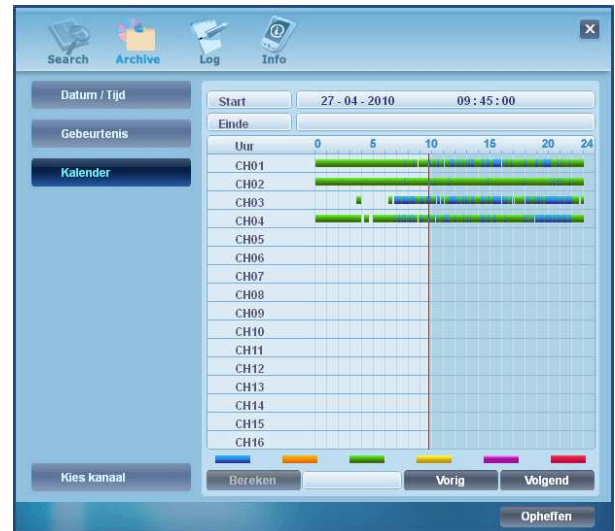 Search Archive Log Info
Datum / Tijd
Gebeurtenis
Kalender
Kies kanaal
Start 27 - 04 - 2010 09 : 45 : 00
Einde
Uur 0 5 10 15 20 24
CH01
CH02
CH03
CH04
CH05
CH06
CH07
CH08
CH09
CH10
CH11
CH12
CH13
CH14
CH15
CH16
Bereken Vorig Volgend
Opheffen